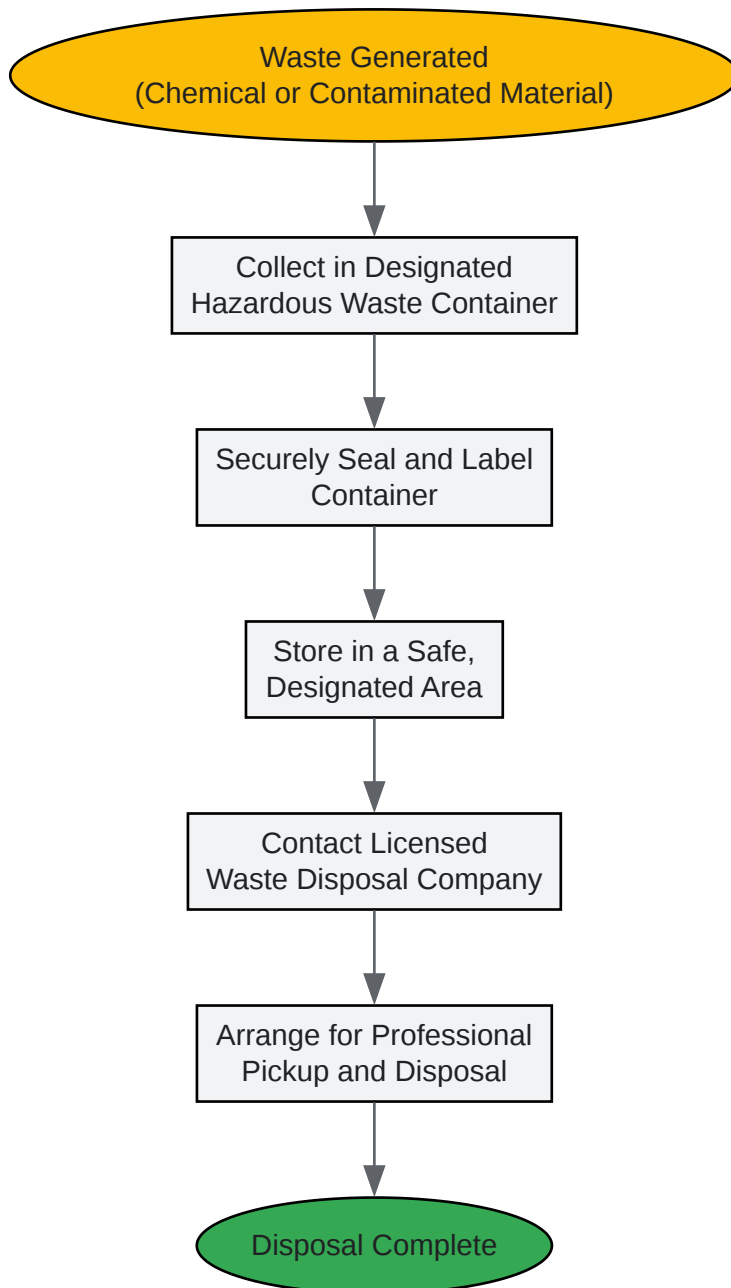 Waste Generated
(Chemical or Contaminated Material)
Collect in Designated
Hazardous Waste Container
Securely Seal and Label
Container
Store in a Safe,
Designated Area
Contact Licensed
Waste Disposal Company
Arrange for Professional
Pickup and Disposal
Disposal Complete